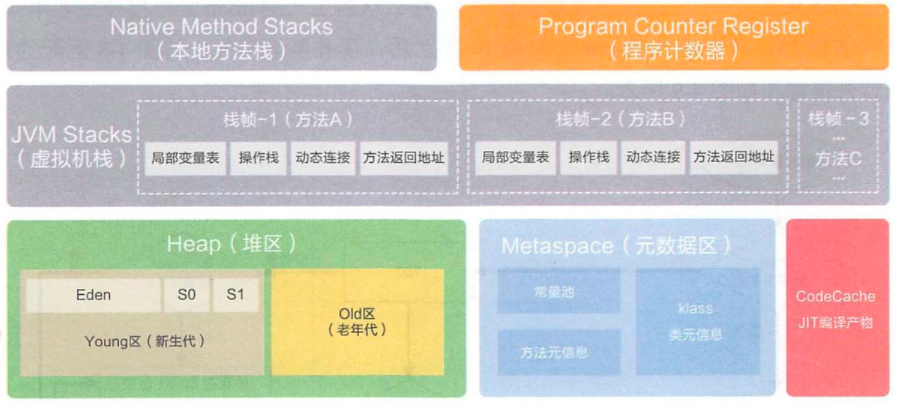 Native Method Stacks
（本地方法栈）
Program Counter Register
（程序计数器）
JVM Stacks
（虚拟机栈）
栈帧-1（方法A）
局部变量表
操作栈
动态连接
方法返回地址
栈帧-2（方法B）
局部变量表
操作栈
动态连接
方法返回地址
栈帧-3
...
方法C
...
Heap（堆区）
Eden
S0
S1
Young区（新生代）
Old区
（老年代）
Metaspace（元数据区）
常量池
方法元信息
klass
类元信息
CodeCache
JIT编译产物